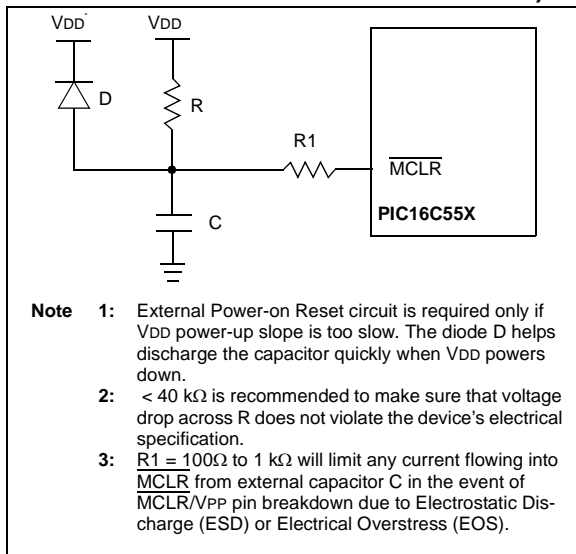 VDD VDD
D
R
R1
MCLR
PIC16C55X
C
Note 1: External Power-on Reset circuit is required only if
VDD power-up slope is too slow. The diode D helps
discharge the capacitor quickly when VDD powers
down.
2: < 40 kΩ is recommended to make sure that voltage
drop across R does not violate the device's electrical
specification.
3: R1 = 100Ω to 1 kΩ will limit any current flowing into
MCLR from external capacitor C in the event of
MCLR/VPP pin breakdown due to Electrostatic Dis-
charge (ESD) or Electrical Overstress (EOS).